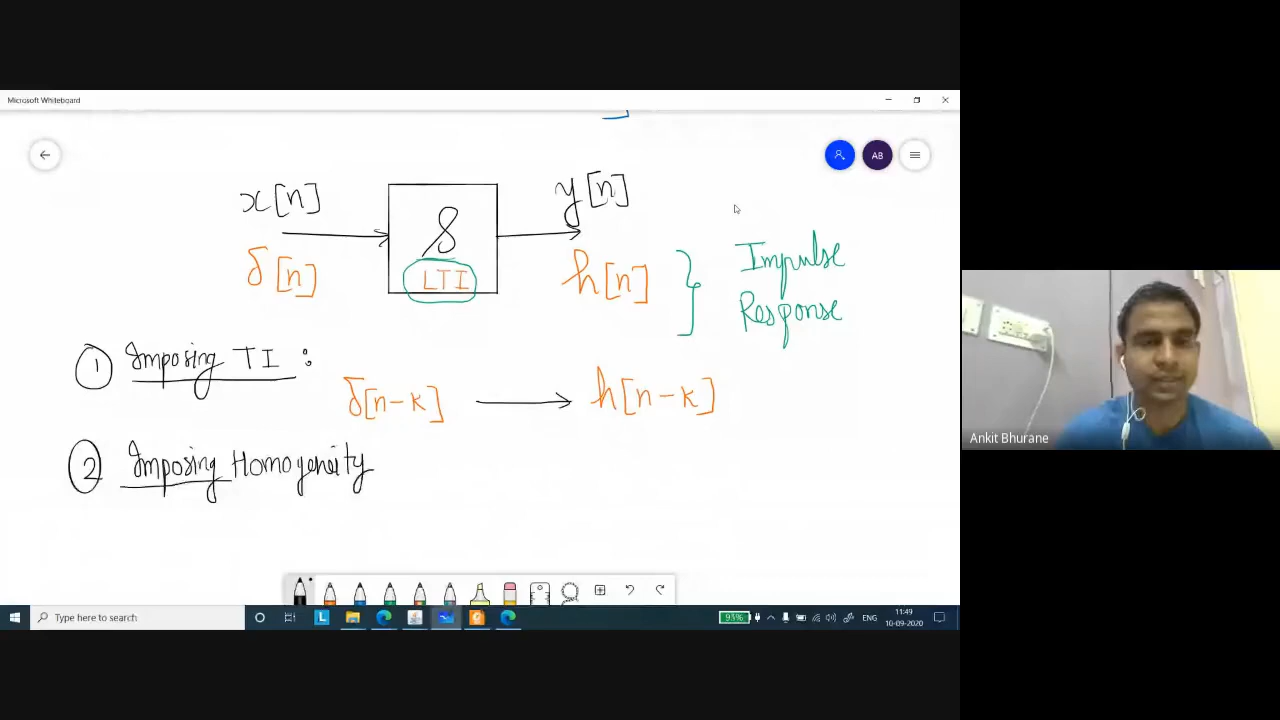 Microsoft Whiteboard
AB
x[n]
y[n]
S
δ[n]
LTI
h[n]
Impulse
Response
1 Imposing TI :
δ[n-k] → h[n-k]
2 Imposing Homogeneity
Ankit Bhurane
Type here to search
L
93%
ENG
11:49
10-09-2020